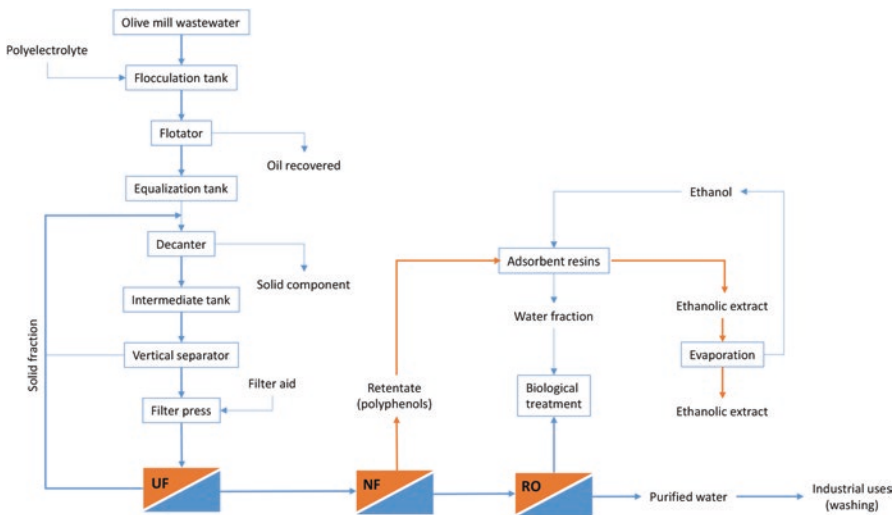 Olive mill wastewater
Polyelectrolyte
Flocculation tank
Flotator
Oil recovered
Equalization tank
Ethanol
Decanter
Adsorbent resins
Solid component
Intermediate tank
Ethanolic extract
Water fraction
Solid fraction
Vertical separator
Evaporation
Filter aid
Retentate
(polyphenols)
Biological
treatment
Filter press
Ethanolic extract
UF
NF
RO
Purified water
Industrial uses
(washing)